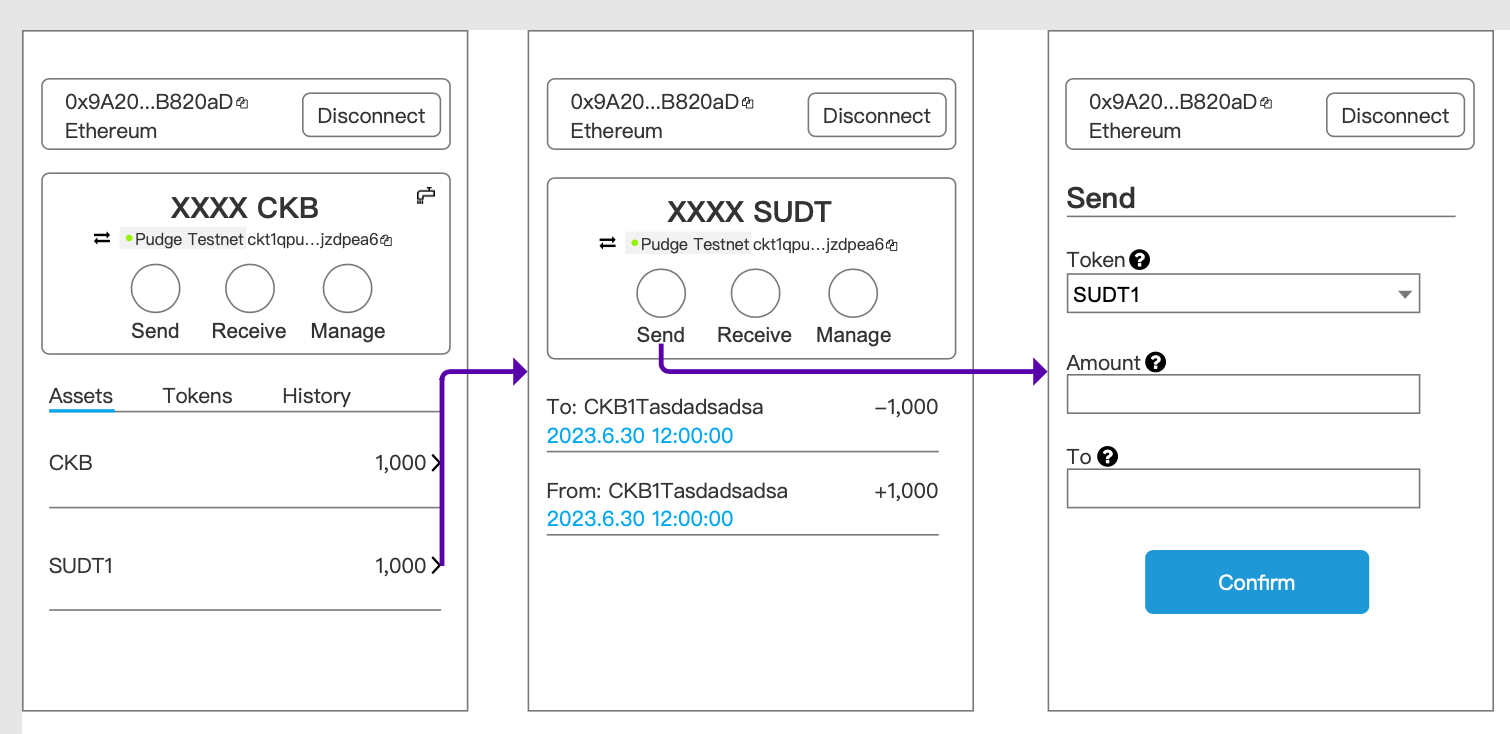 0x9A20...B820aD
Ethereum
Disconnect
XXXX CKB
Pudge Testnet ckt1qpu...jzdpea6
Send Receive Manage
Assets Tokens History
CKB 1,000
SUDT1 1,000
0x9A20...B820aD
Ethereum
Disconnect
XXXX SUDT
Pudge Testnet ckt1qpu...jzdpea6
Send Receive Manage
To: CKB1Tasdadsadsa −1,000
2023.6.30 12:00:00
From: CKB1Tasdadsadsa +1,000
2023.6.30 12:00:00
0x9A20...B820aD
Ethereum
Disconnect
Send
Token ?
SUDT1
Amount ?
To ?
Confirm